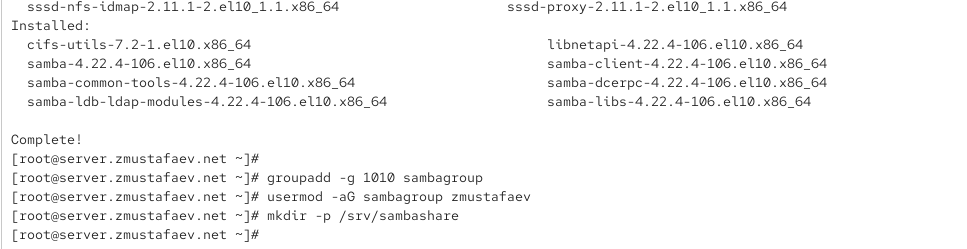 sssd-nfs-idmap-2.11.1-2.el10_1.1.x86_64 sssd-proxy-2.11.1-2.el10_1.1.x86_64
Installed:
cifs-utils-7.2-1.el10.x86_64 libnetapi-4.22.4-106.el10.x86_64
samba-4.22.4-106.el10.x86_64 samba-client-4.22.4-106.el10.x86_64
samba-common-tools-4.22.4-106.el10.x86_64 samba-dcerpc-4.22.4-106.el10.x86_64
samba-ldb-ldap-modules-4.22.4-106.el10.x86_64 samba-libs-4.22.4-106.el10.x86_64
Complete!
[root@server.zmustafaev.net ~]#
[root@server.zmustafaev.net ~]# groupadd -g 1010 sambagroup
[root@server.zmustafaev.net ~]# usermod -aG sambagroup zmustafaev
[root@server.zmustafaev.net ~]# mkdir -p /srv/sambashare
[root@server.zmustafaev.net ~]#